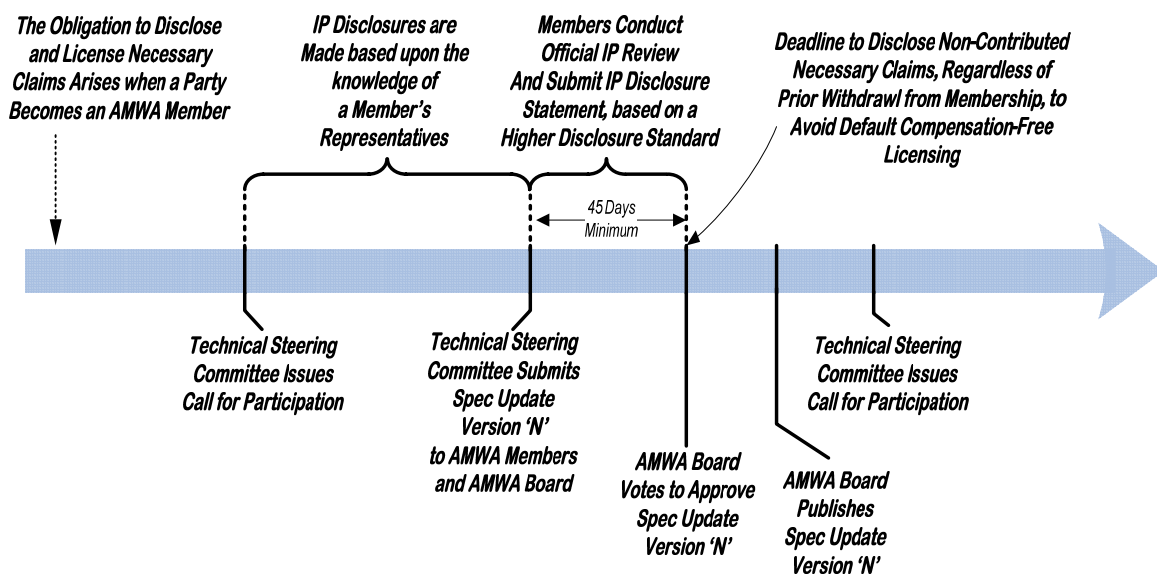 The Obligation to Disclose
and License Necessary
Claims Arises when a Party
Becomes an AMWA Member
IP Disclosures are
Made based upon the
knowledge of
a Member's
Representatives
Members Conduct
Official IP Review
And Submit IP Disclosure
Statement, based on a
Higher Disclosure Standard
Deadline to Disclose Non-Contributed
Necessary Claims, Regardless of
Prior Withdrawl from Membership, to
Avoid Default Compensation-Free
Licensing
45 Days
Minimum
Technical Steering
Committee Issues
Call for Participation
Technical Steering
Committee Submits
Spec Update
Version 'N'
to AMWA Members
and AMWA Board
AMWA Board
Votes to Approve
Spec Update
Version 'N'
AMWA Board
Publishes
Spec Update
Version 'N'
Technical Steering
Committee Issues
Call for Participation